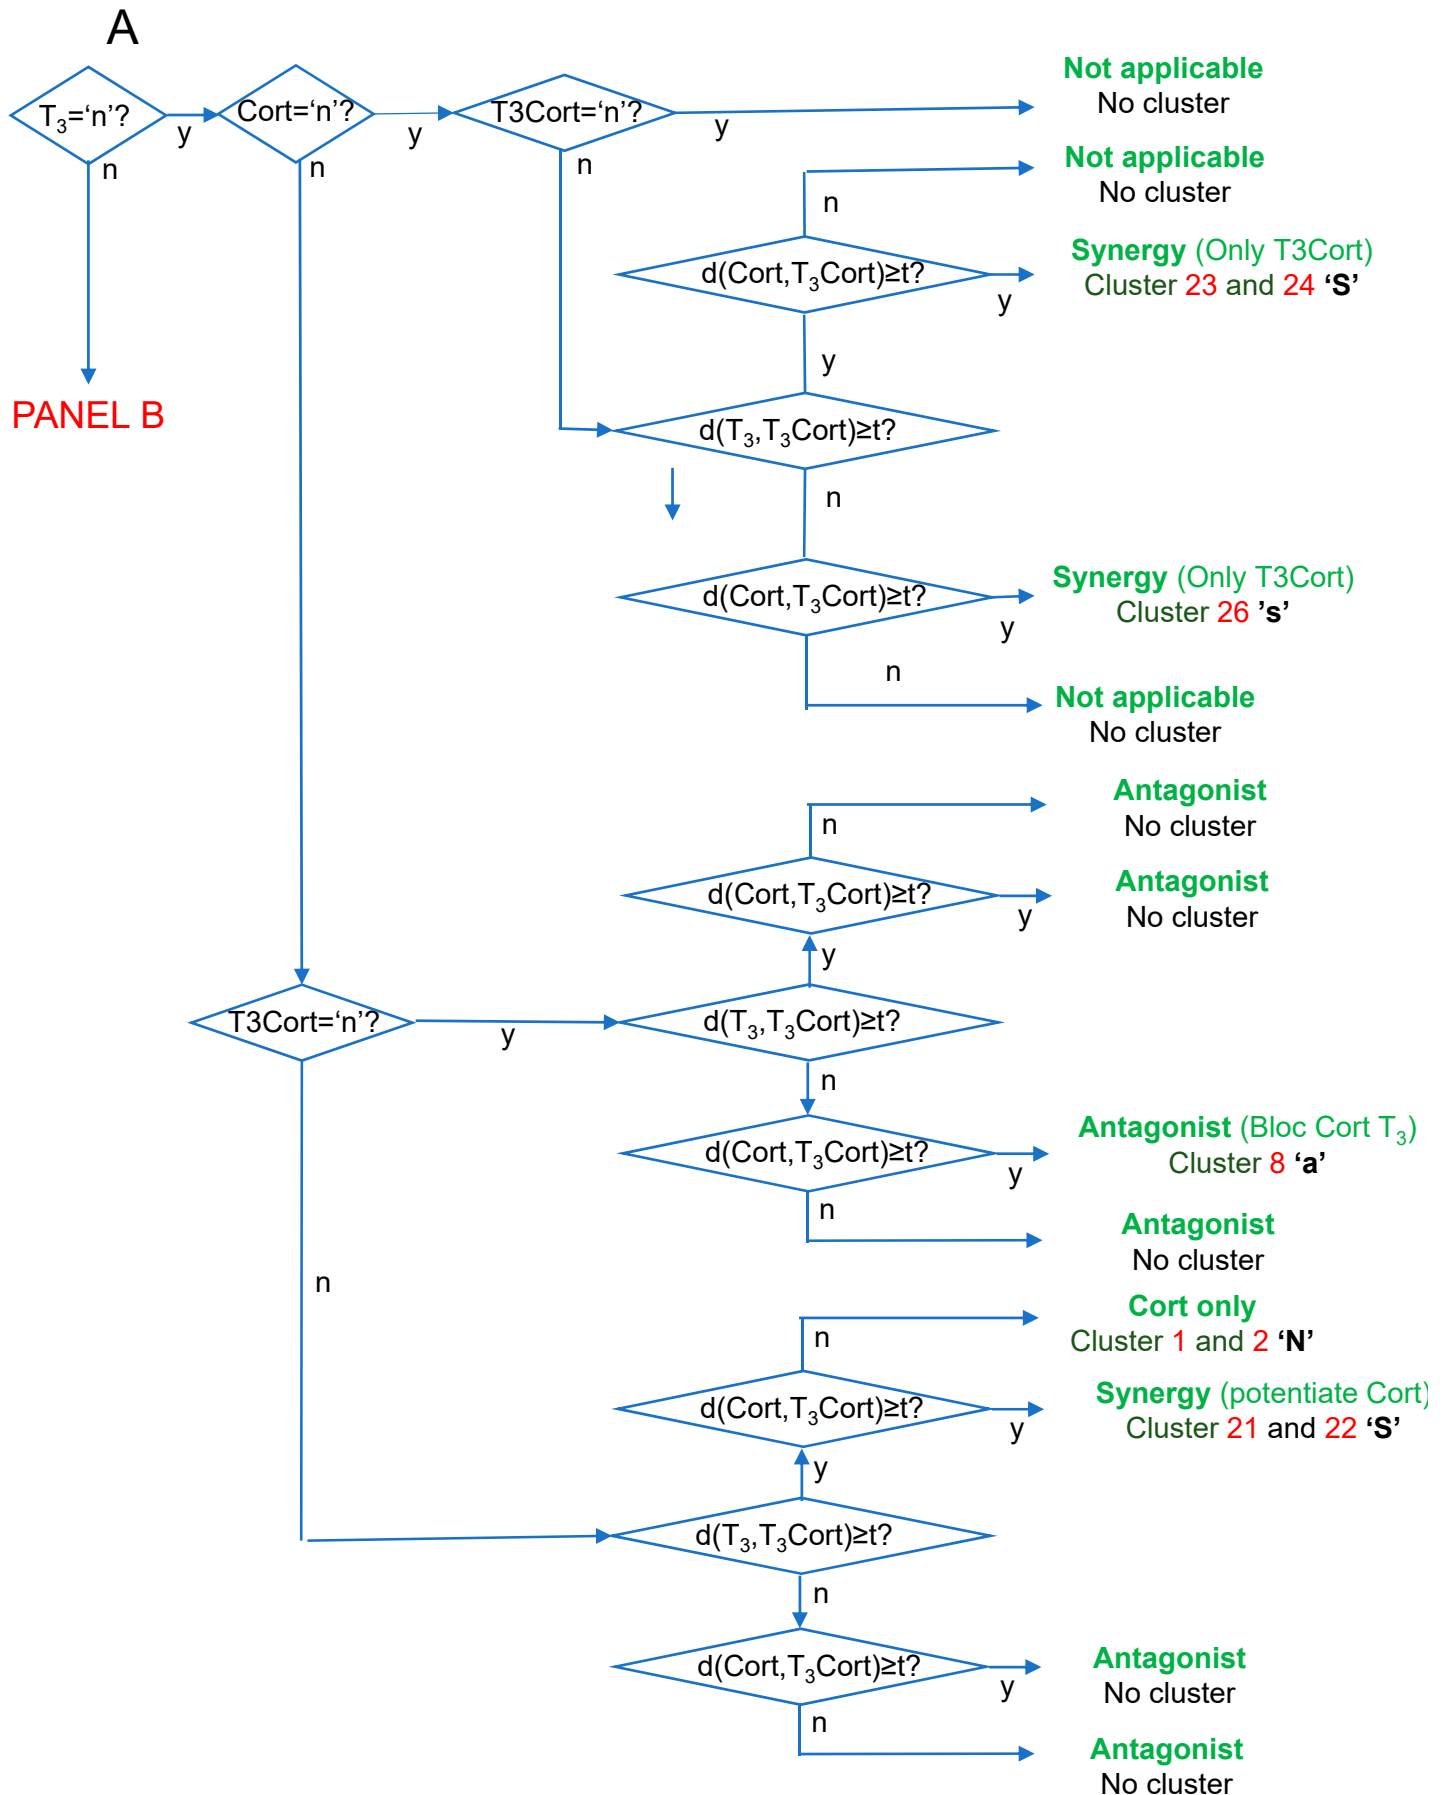 A
T₃=‘n’?
y
n
Cort=‘n’?
y
n
T3Cort=‘n’?
y
n
Not applicable
No cluster
Not applicable
No cluster
n
d(Cort,T₃Cort)≥t?
y
Synergy (Only T3Cort)
Cluster 23 and 24 ‘S’
y
d(T₃,T₃Cort)≥t?
PANEL B
n
d(Cort,T₃Cort)≥t?
y
Synergy (Only T3Cort)
Cluster 26 ’s’
n
Not applicable
No cluster
Antagonist
No cluster
n
d(Cort,T₃Cort)≥t?
y
Antagonist
No cluster
y
T3Cort=‘n’?
y
d(T₃,T₃Cort)≥t?
n
d(Cort,T₃Cort)≥t?
y
Antagonist (Bloc Cort T₃)
Cluster 8 ‘a’
n
Antagonist
No cluster
n
Cort only
Cluster 1 and 2 ‘N’
n
d(Cort,T₃Cort)≥t?
y
Synergy (potentiate Cort)
Cluster 21 and 22 ‘S’
y
d(T₃,T₃Cort)≥t?
n
d(Cort,T₃Cort)≥t?
y
Antagonist
No cluster
n
Antagonist
No cluster